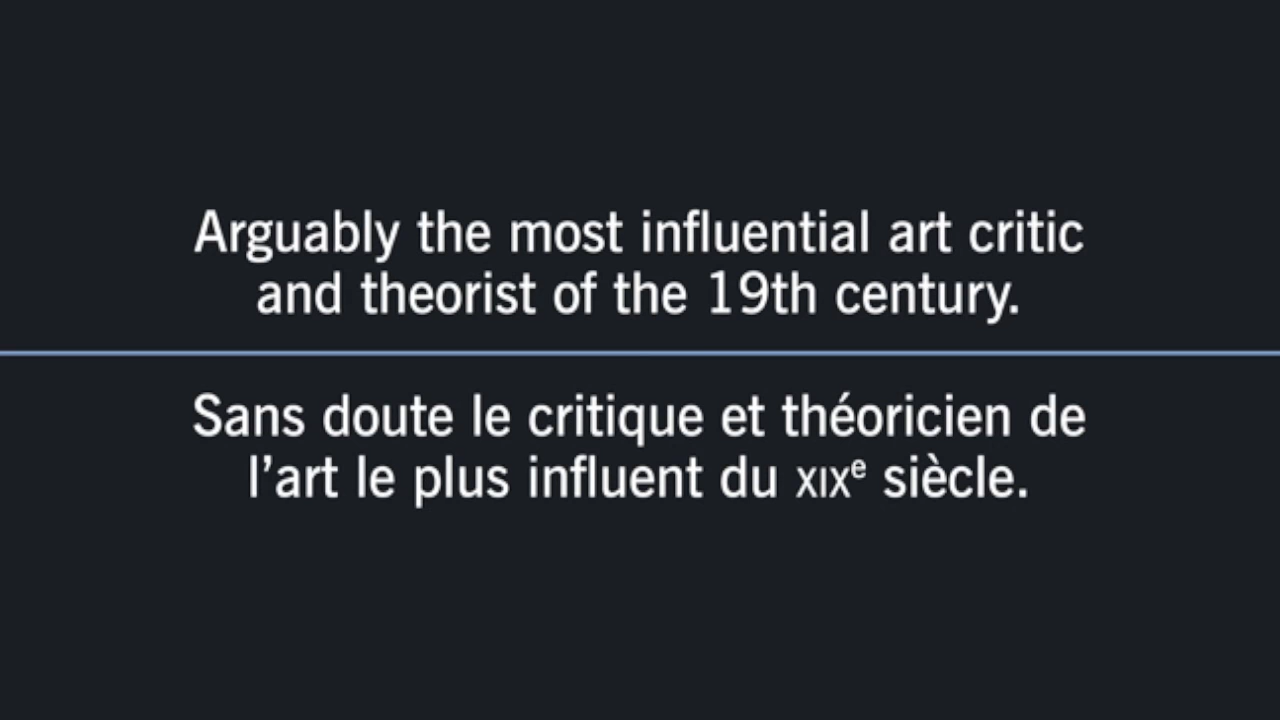 Arguably the most influential art critic
and theorist of the 19th century.
Sans doute le critique et théoricien de
l’art le plus influent du XIXe siècle.